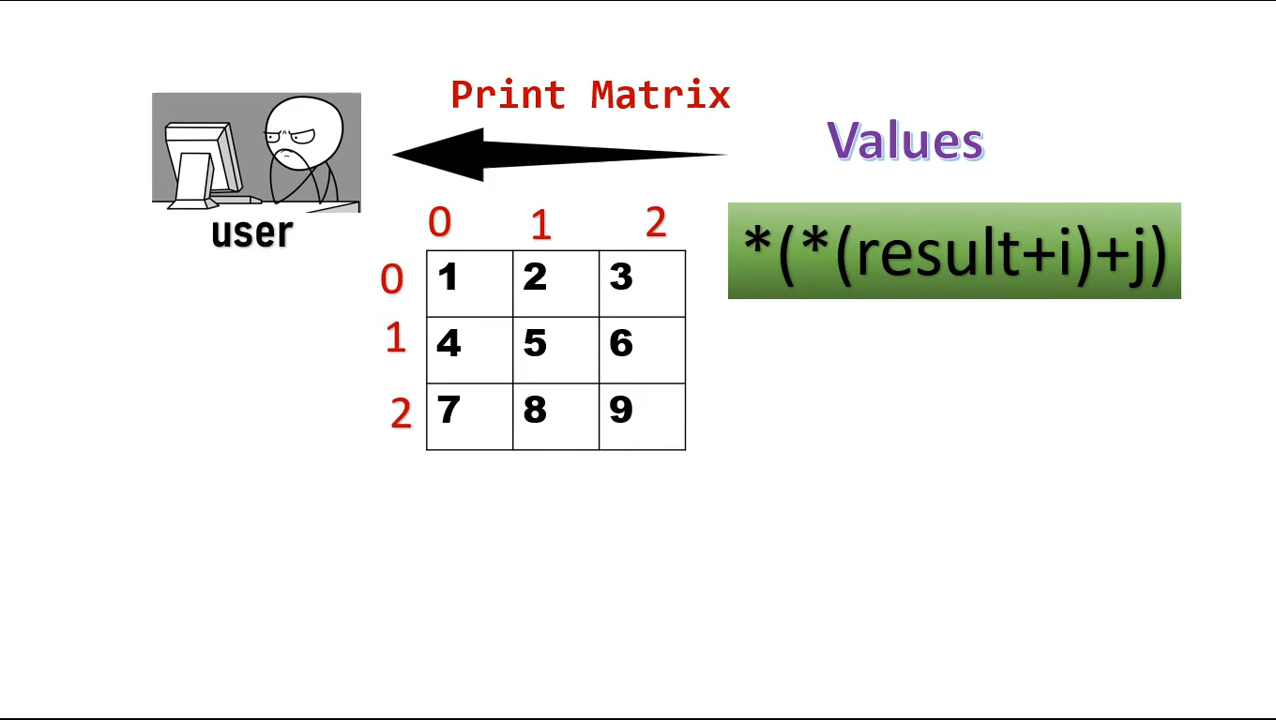 Print Matrix
Values
user
*(*(result+i)+j)
0 1 2
0 1 2 3
1 4 5 6
2 7 8 9